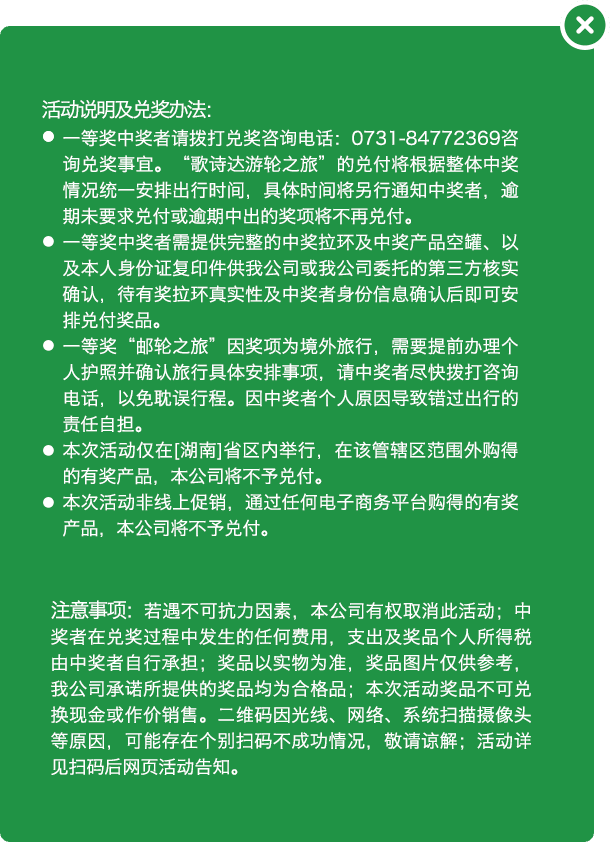 活动说明及兑奖办法：
● 一等奖中奖者请拨打兑奖咨询电话：0731-84772369咨
询兑奖事宜。“歌诗达游轮之旅”的兑付将根据整体中奖
情况统一安排出行时间，具体时间将另行通知中奖者，逾
期未要求兑付或逾期中出的奖项将不再兑付。
● 一等奖中奖者需提供完整的中奖拉环及中奖产品空罐、以
及本人身份证复印件供我公司或我公司委托的第三方核实
确认，待有奖拉环真实性及中奖者身份信息确认后即可安
排兑付奖品。
● 一等奖“邮轮之旅”因奖项为境外旅行，需要提前办理个
人护照并确认旅行具体安排事项，请中奖者尽快拨打咨询
电话，以免耽误行程。因中奖者个人原因导致错过出行的
责任自担。
● 本次活动仅在[湖南]省区内举行，在该管辖区范围外购得
的有奖产品，本公司将不予兑付。
● 本次活动非线上促销，通过任何电子商务平台购得的有奖
产品，本公司将不予兑付。
注意事项：若遇不可抗力因素，本公司有权取消此活动；中
奖者在兑奖过程中发生的任何费用，支出及奖品个人所得税
由中奖者自行承担；奖品以实物为准，奖品图片仅供参考，
我公司承诺所提供的奖品均为合格品；本次活动奖品不可兑
换现金或作价销售。二维码因光线、网络、系统扫描摄像头
等原因，可能存在个别扫码不成功情况，敬请谅解；活动详
见扫码后网页活动告知。